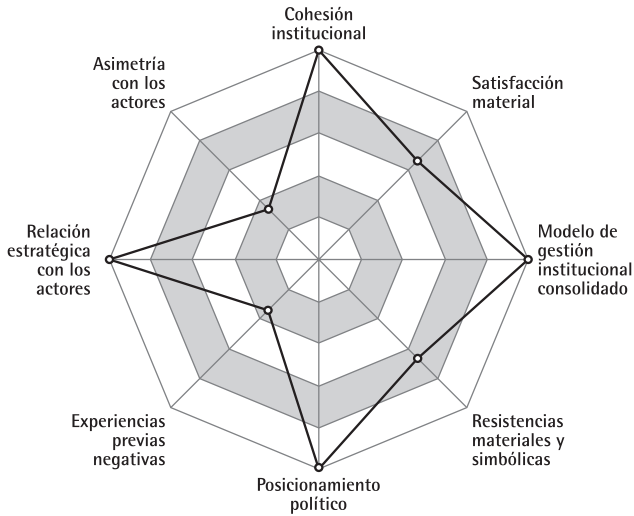 Cohesión
institucional
Asimetría
con los
actores
Satisfacción
material
Relación
estratégica
con los
actores
Modelo de
gestión
institucional
consolidado
Experiencias
previas
negativas
Resistencias
materiales y
simbólicas
Posicionamiento
político